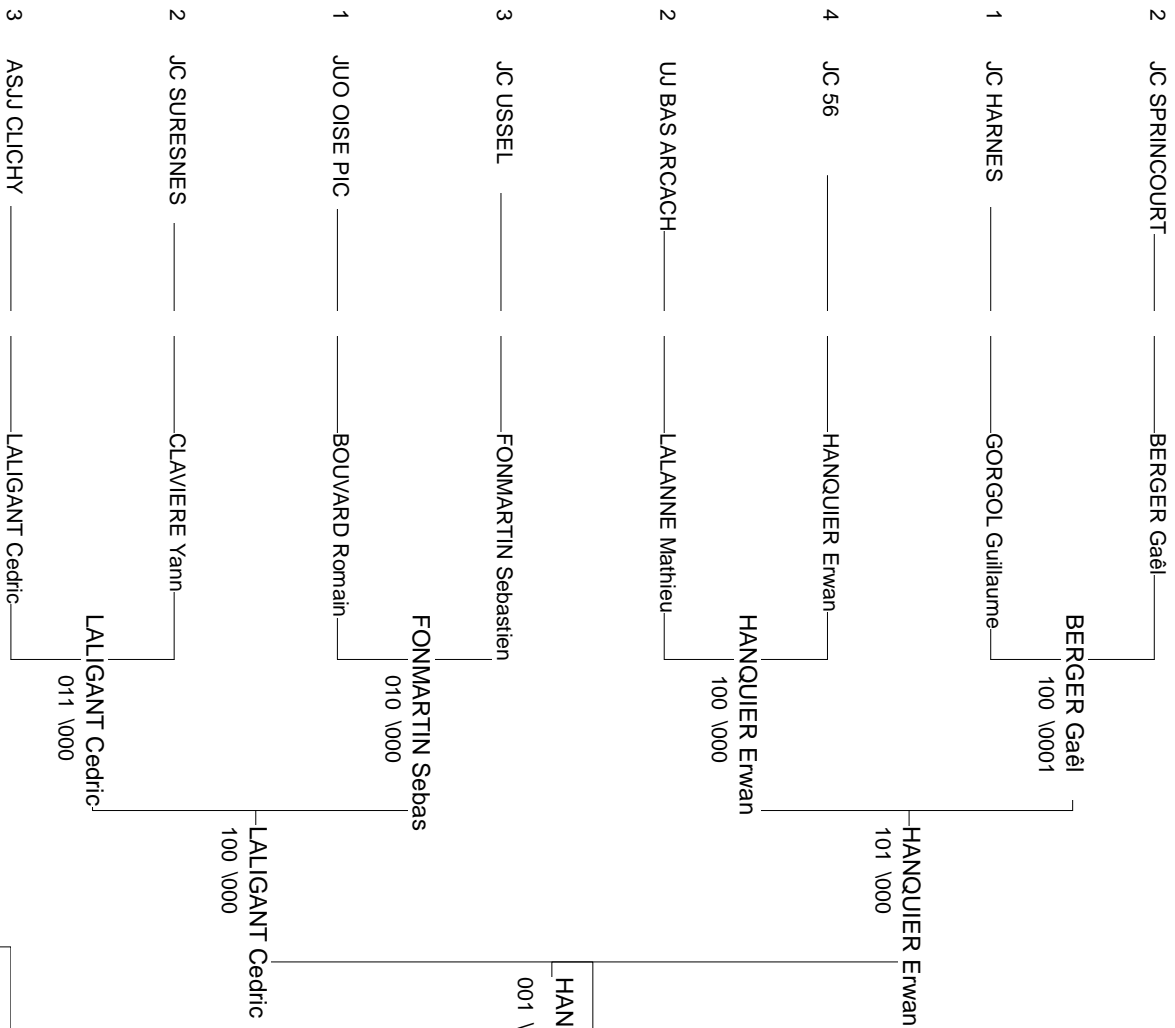 2 JC SPRINCOURT BERGER Gaêl
BERGER Gaêl
100 \0001
1 JC HARNES GORGOL Guillaume
HANQUIER Erwan
101 \000
4 JC 56 HANQUIER Erwan
HANQUIER Erwan
100 \000
2 UJ BAS ARCACH LALANNE Mathieu
HAN
001 \
3 JC USSEL FONMARTIN Sebastien
FONMARTIN Sebas
010 \000
1 JUO OISE PIC BOUVARD Romain
LALIGANT Cedric
100 \000
2 JC SURESNES CLAVIERE Yann
LALIGANT Cedric
011 \000
3 ASJJ CLICHY LALIGANT Cedric